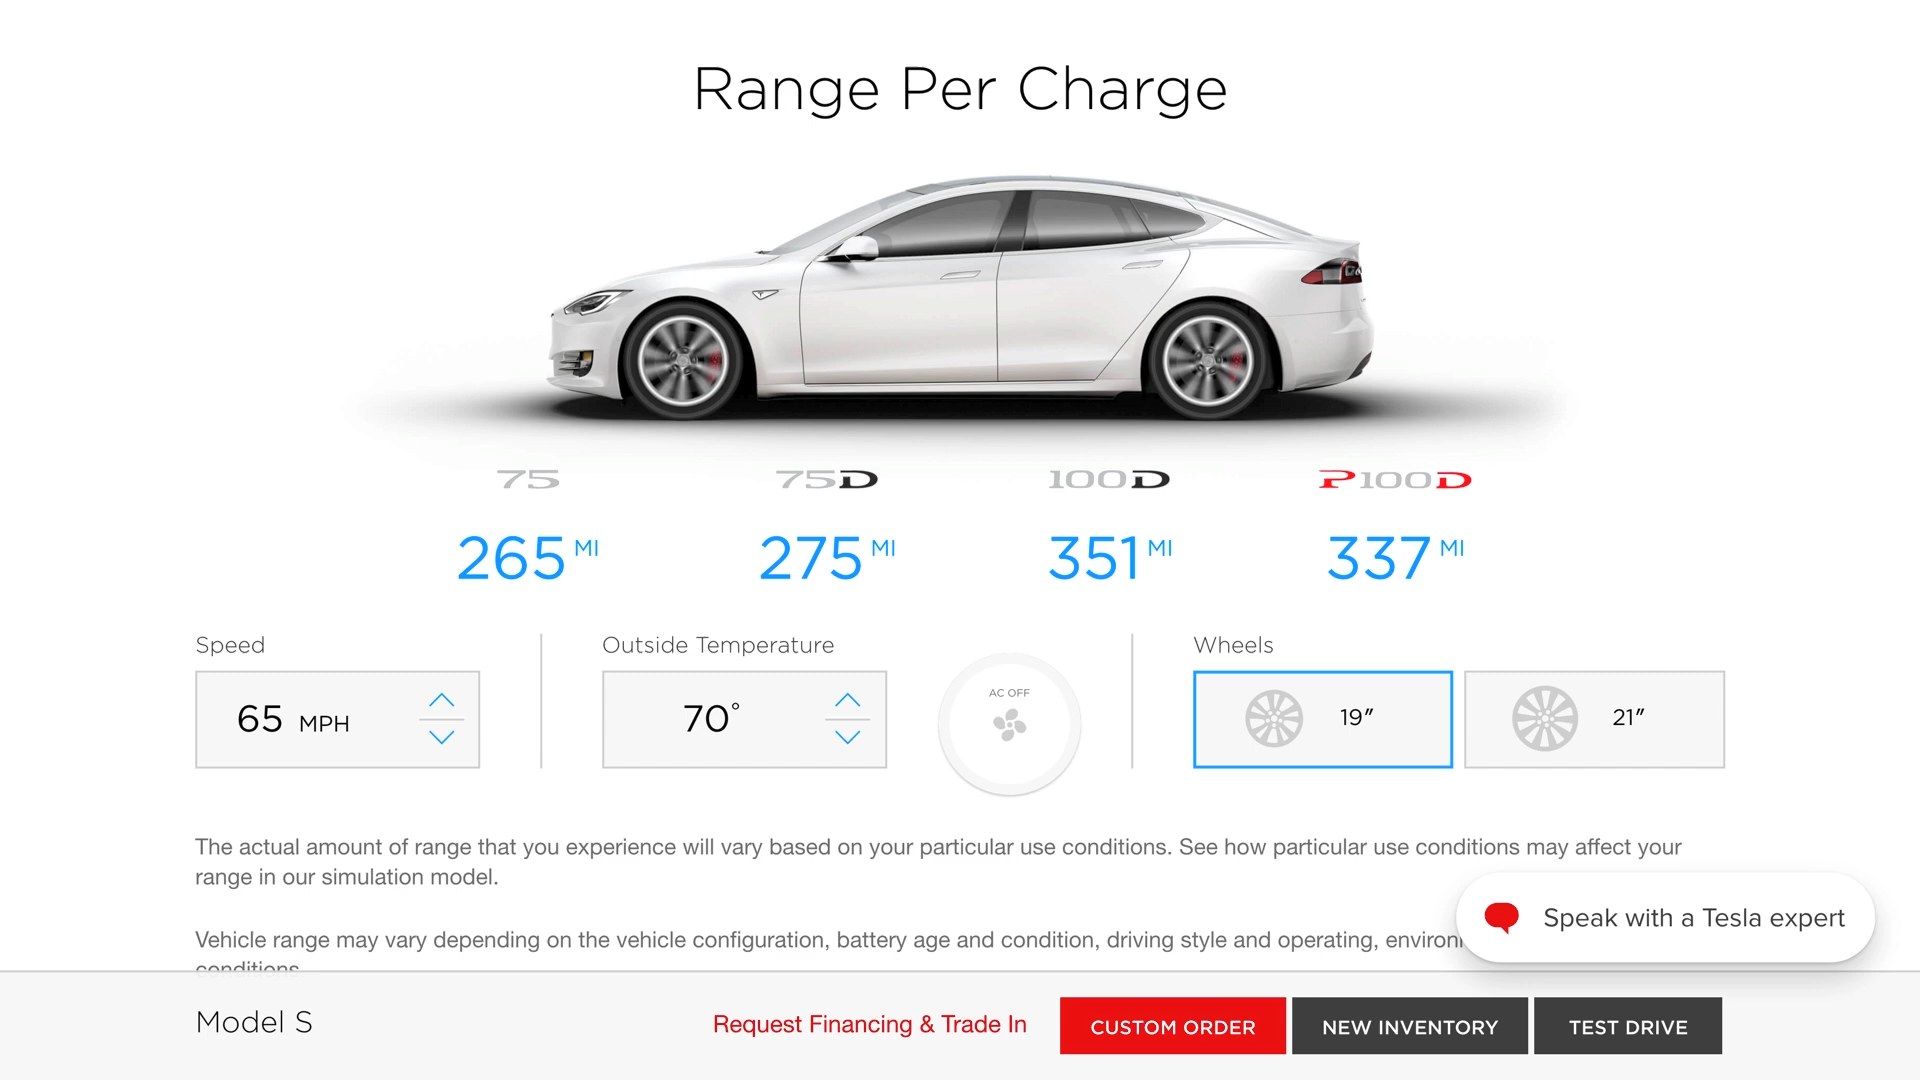 Range Per Charge
75 75D 100D P100D
265 MI 275 MI 351 MI 337 MI
Speed Outside Temperature Wheels
65 MPH 70° AC OFF 19″ 21″
The actual amount of range that you experience will vary based on your particular use conditions. See how particular use conditions may affect your
range in our simulation model.
Vehicle range may vary depending on the vehicle configuration, battery age and condition, driving style and operating,
conditions.
Speak with a Tesla expert
Model S Request Financing & Trade In CUSTOM ORDER NEW INVENTORY TEST DRIVE